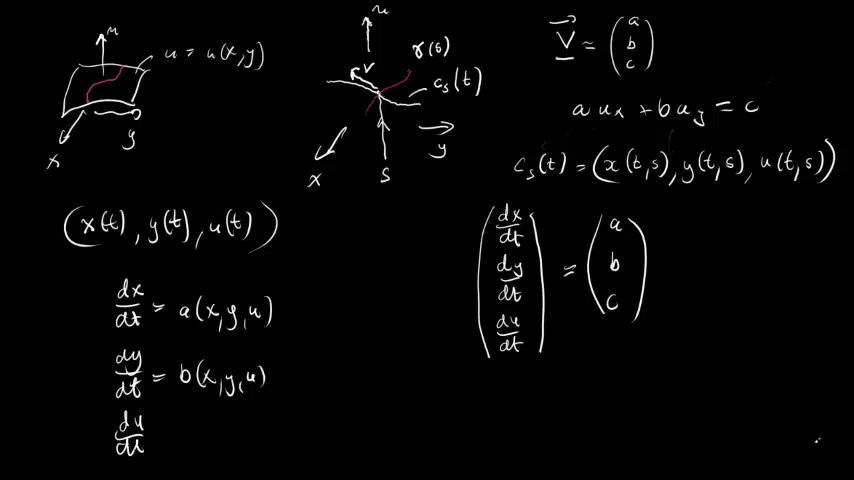 u
u = u(x,y)
y
x
u
γ(s)
V
c_s(t)
y
x
s
V = (a b c)
a u_x + b u_y = c
c_s(t) = (x(t,s), y(t,s), u(t,s))
(x(t), y(t), u(t))
dx/dt = a(x,y,u)
dy/dt = b(x,y,u)
du/dt
(dx/dt dy/dt du/dt) = (a b c)